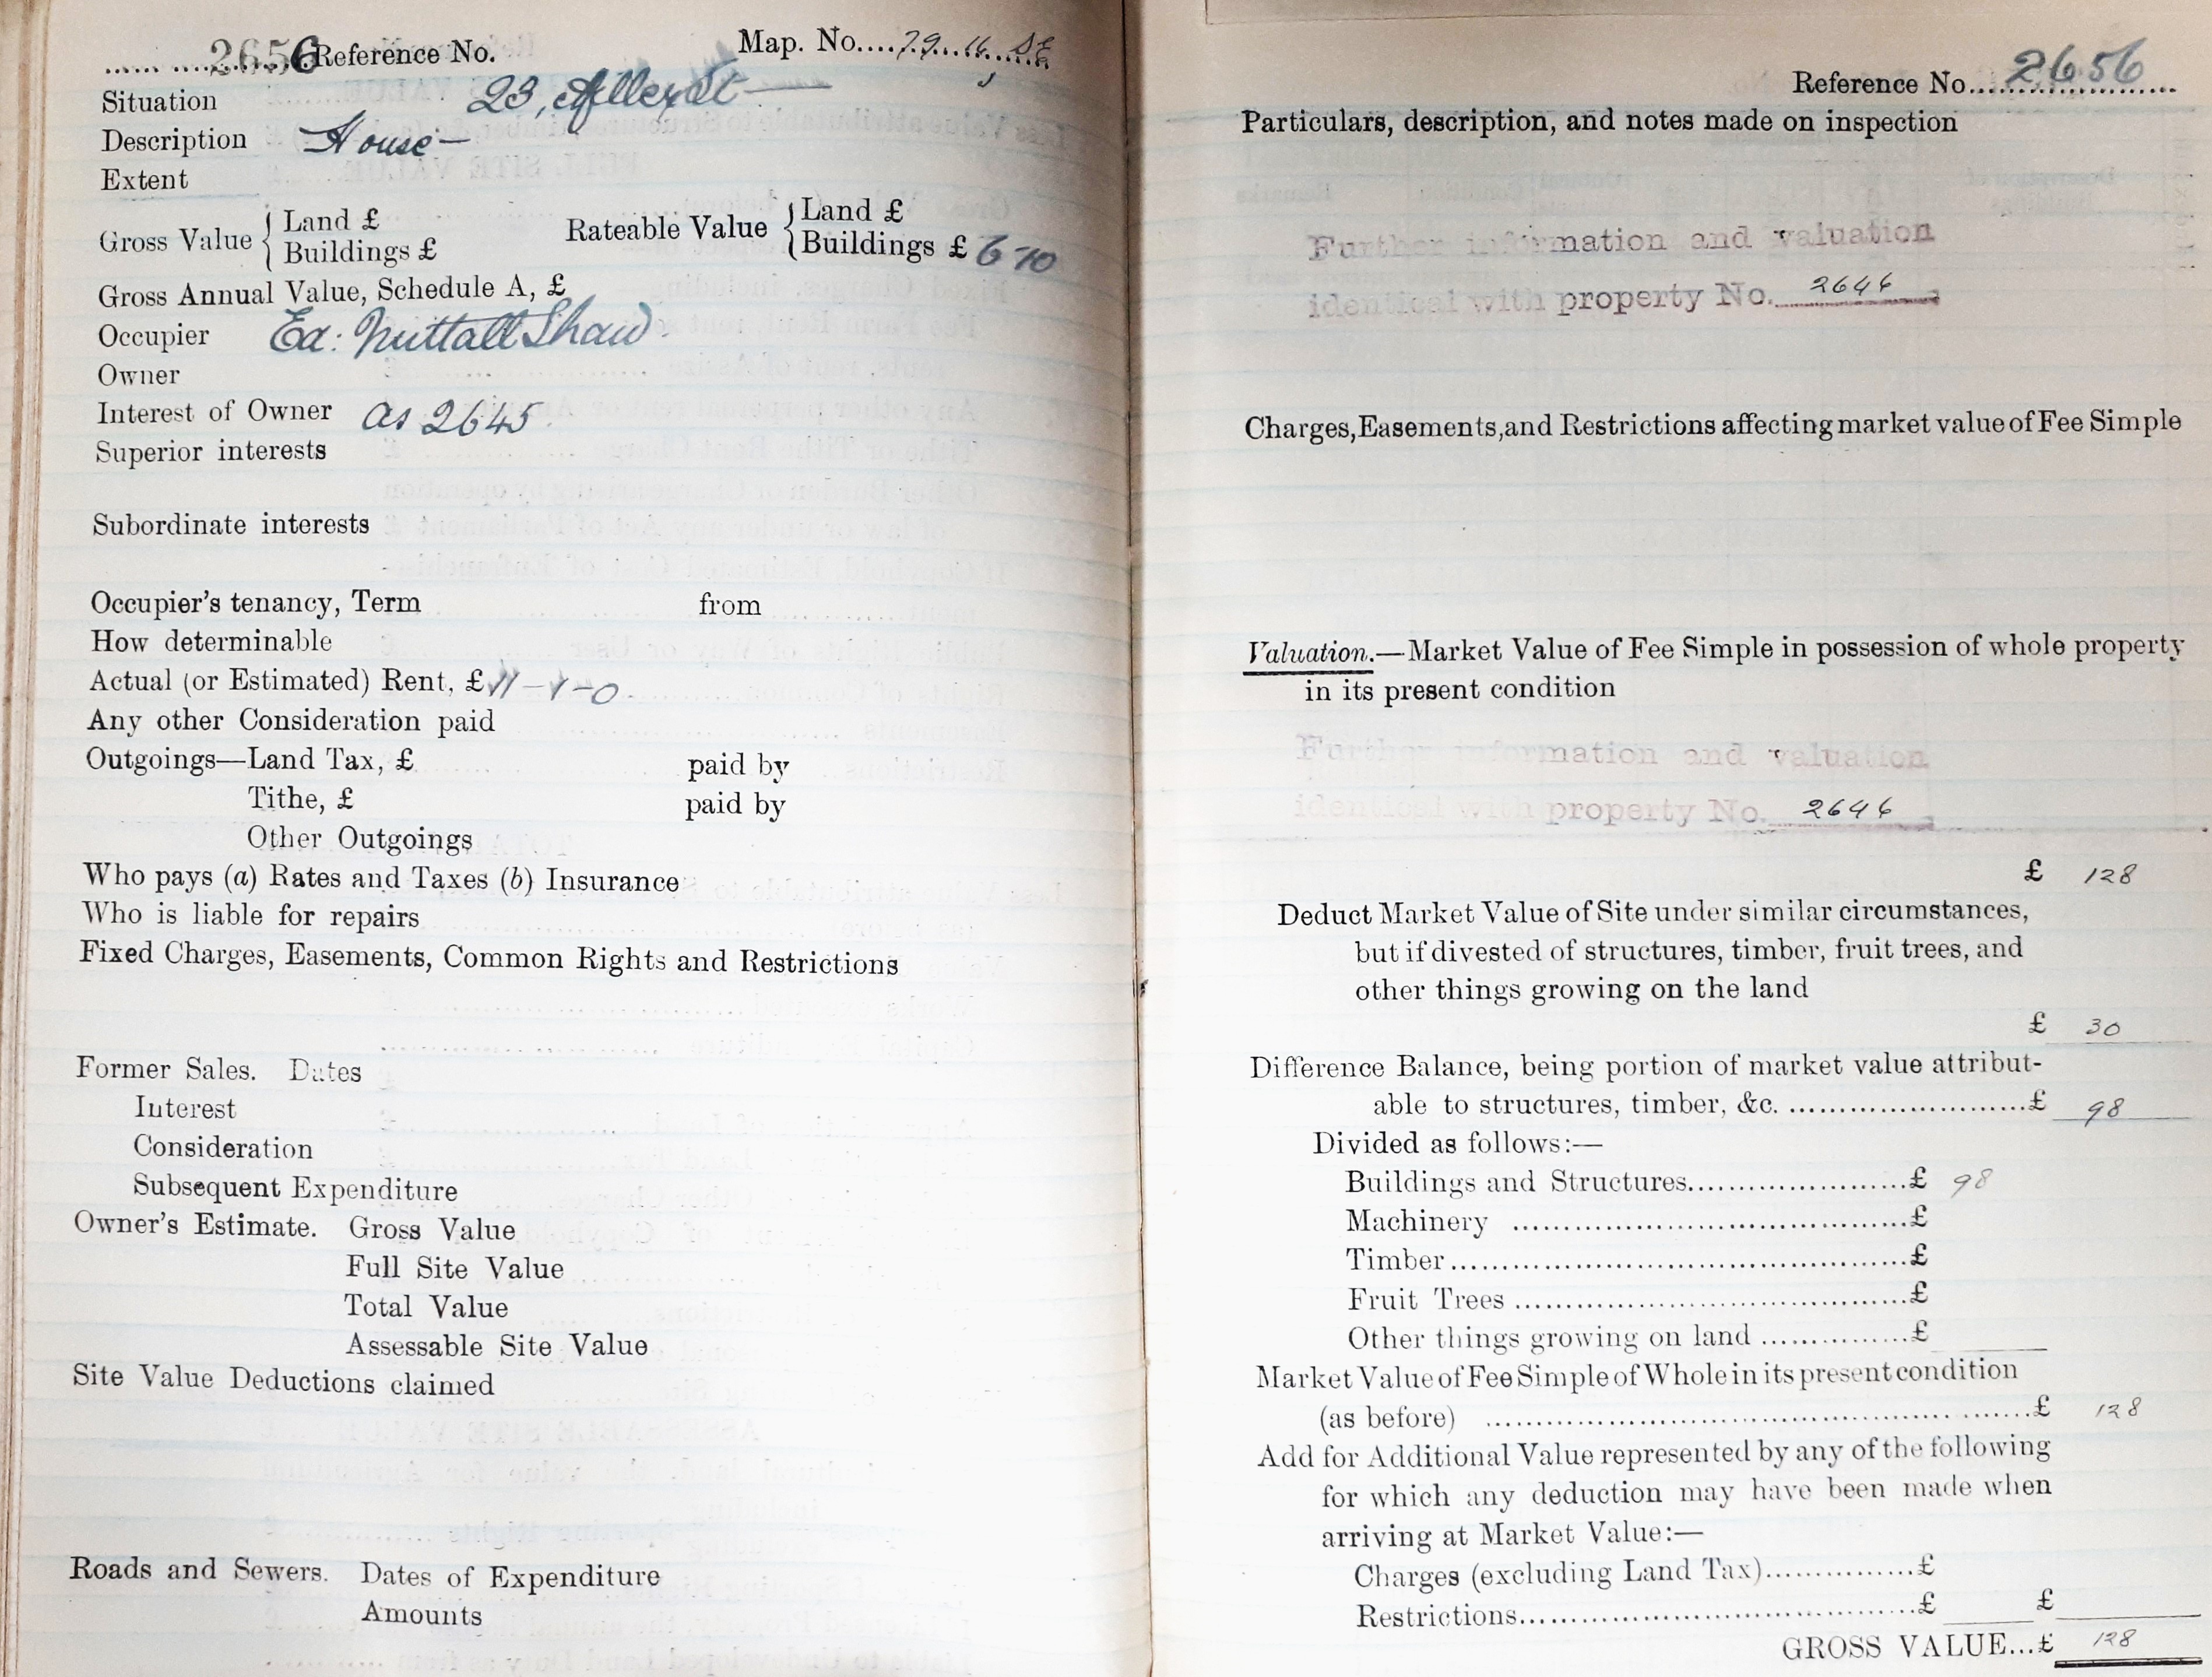 2656 Reference No. Map. No....79.16.SE
Situation 23, Allex St
Description House
Extent
Gross Value { Land £
Buildings £
Rateable Value { Land £
Buildings £ 6-10
Gross Annual Value, Schedule A, £
Occupier Ed: Nuttall Shaw
Owner
Interest of Owner as 2645
Superior interests
Subordinate interests
Occupier's tenancy, Term from
How determinable
Actual (or Estimated) Rent, £ 11-1-0
Any other Consideration paid
Outgoings—Land Tax, £ paid by
Tithe, £ paid by
Other Outgoings
Who pays (a) Rates and Taxes (b) Insurance
Who is liable for repairs
Fixed Charges, Easements, Common Rights and Restrictions
Former Sales. Dates
Interest
Consideration
Subsequent Expenditure
Owner's Estimate. Gross Value
Full Site Value
Total Value
Assessable Site Value
Site Value Deductions claimed
Roads and Sewers. Dates of Expenditure
Amounts
Reference No. 2656
Particulars, description, and notes made on inspection
Further information and valuation
identical with property No. 2646
Charges, Easements, and Restrictions affecting market value of Fee Simple
Valuation.—Market Value of Fee Simple in possession of whole property
in its present condition
Further information and valuation
identical with property No. 2646
£ 128
Deduct Market Value of Site under similar circumstances,
but if divested of structures, timber, fruit trees, and
other things growing on the land
£ 30
Difference Balance, being portion of market value attribut-
able to structures, timber, &c. ........ £ 98
Divided as follows:—
Buildings and Structures........ £ 98
Machinery ........ £
Timber ........ £
Fruit Trees ........ £
Other things growing on land ........ £
Market Value of Fee Simple of Whole in its present condition
(as before) ........ £ 128
Add for Additional Value represented by any of the following
for which any deduction may have been made when
arriving at Market Value:—
Charges (excluding Land Tax) ........ £
Restrictions ........ £ £
GROSS VALUE...£ 128